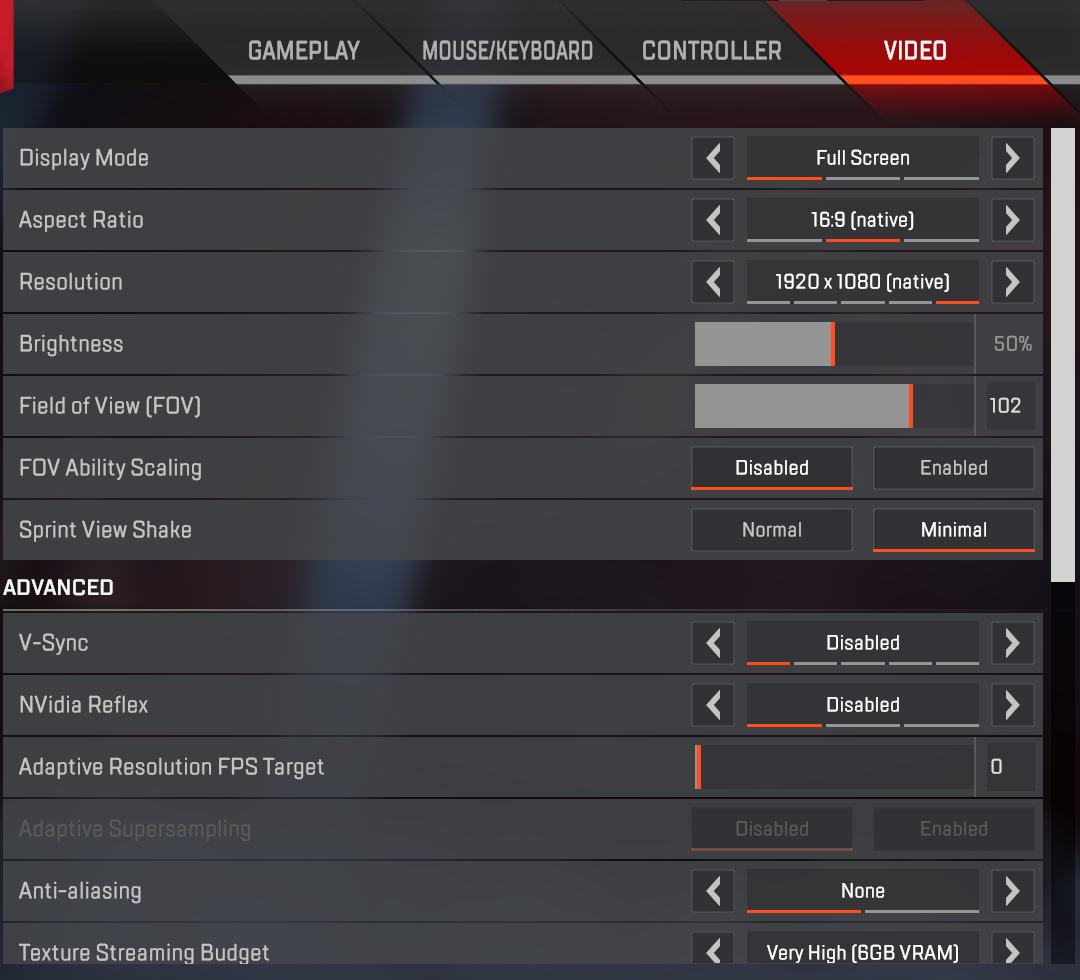 GAMEPLAY MOUSE/KEYBOARD CONTROLLER VIDEO
Display Mode Full Screen
Aspect Ratio 16:9 (native)
Resolution 1920 x 1080 (native)
Brightness 50%
Field of View (FOV) 102
FOV Ability Scaling Disabled Enabled
Sprint View Shake Normal Minimal
ADVANCED
V-Sync Disabled
NVidia Reflex Disabled
Adaptive Resolution FPS Target 0
Adaptive Supersampling Disabled Enabled
Anti-aliasing None
Texture Streaming Budget Very High (6GB VRAM)